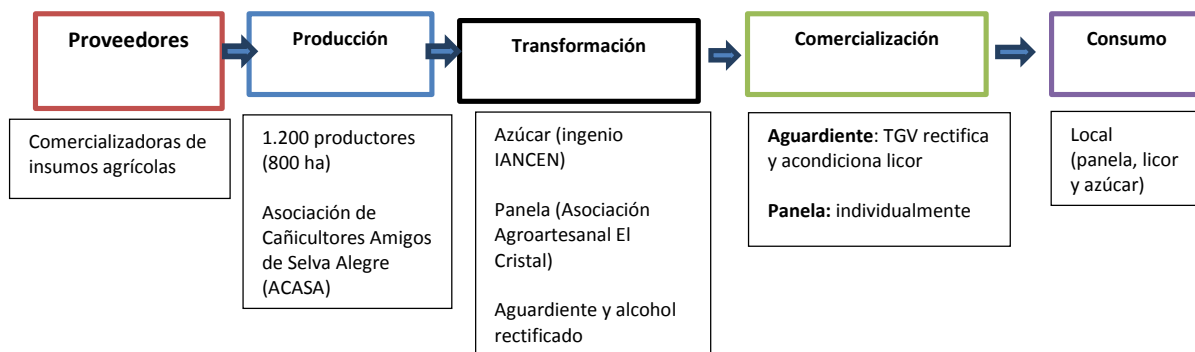 Proveedores
Producción
Transformación
Comercialización
Consumo
Comercializadoras de
insumos agrícolas
1.200 productores
(800 ha)
Asociación de
Cañicultores Amigos
de Selva Alegre
(ACASA)
Azúcar (ingenio
IANCEN)
Panela (Asociación
Agroartesanal El
Cristal)
Aguardiente y alcohol
rectificado
Aguardiente: TGV rectifica
y acondiciona licor
Panela: individualmente
Local
(panela, licor
y azúcar)